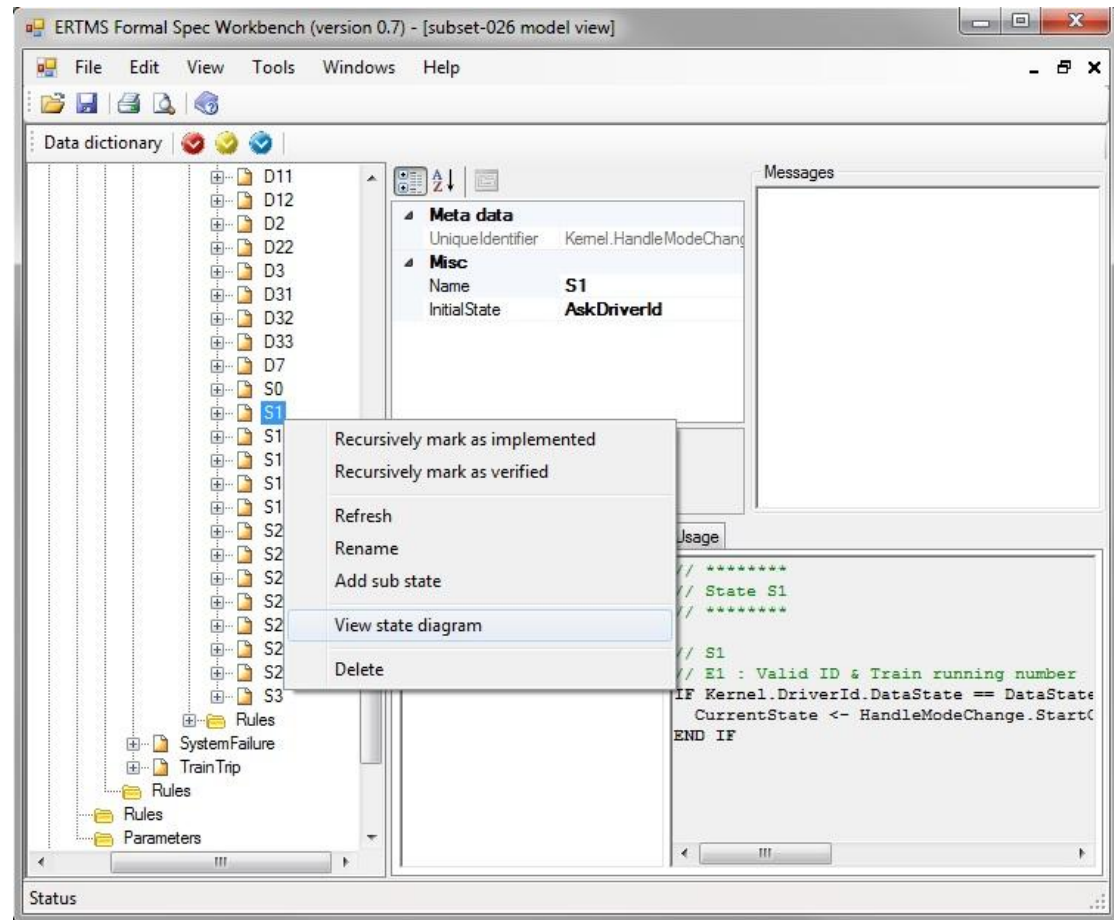 ERTMS Formal Spec Workbench (version 0.7) - [subset-026 model view]
File Edit View Tools Windows Help
Data dictionary
D11
D12
D2
D22
D3
D31
D32
D33
D7
S0
S1
S1
S1
S1
S1
S2
S2
S2
S2
S2
S2
S2
S3
Rules
SystemFailure
TrainTrip
Rules
Rules
Parameters
Meta data
UniqueIdentifier Kernel.HandleModeChang
Misc
Name S1
InitialState AskDriverId
Messages
Recursively mark as implemented
Recursively mark as verified
Refresh
Rename
Add sub state
View state diagram
Delete
Usage
// ********
// State S1
// ********
// S1
// E1 : Valid ID & Train running number
IF Kernel.DriverId.DataState == DataState
CurrentState <- HandleModeChange.StartO
END IF
Status